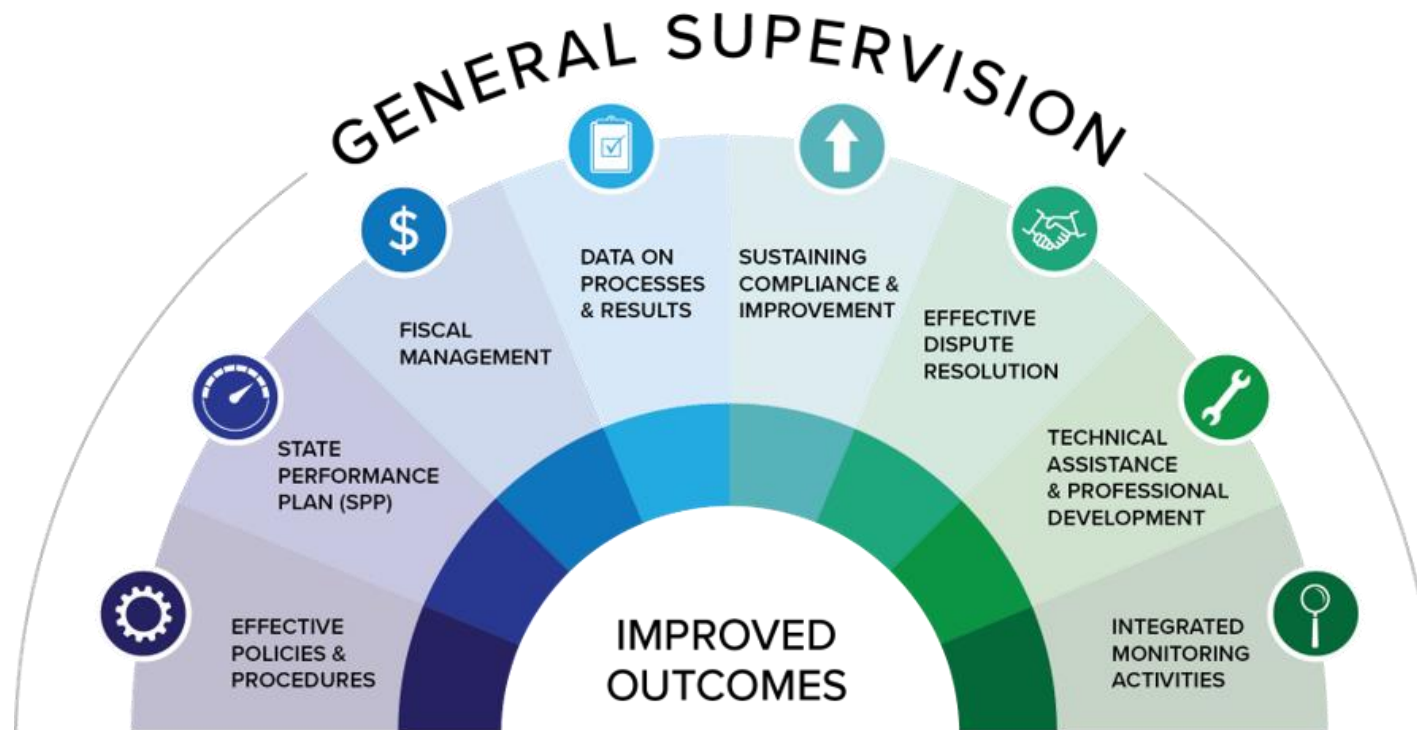 GENERAL SUPERVISION
$
EFFECTIVE
POLICIES &
PROCEDURES
STATE
PERFORMANCE
PLAN (SPP)
FISCAL
MANAGEMENT
DATA ON
PROCESSES
& RESULTS
SUSTAINING
COMPLIANCE &
IMPROVEMENT
EFFECTIVE
DISPUTE
RESOLUTION
TECHNICAL
ASSISTANCE
& PROFESSIONAL
DEVELOPMENT
INTEGRATED
MONITORING
ACTIVITIES
IMPROVED
OUTCOMES